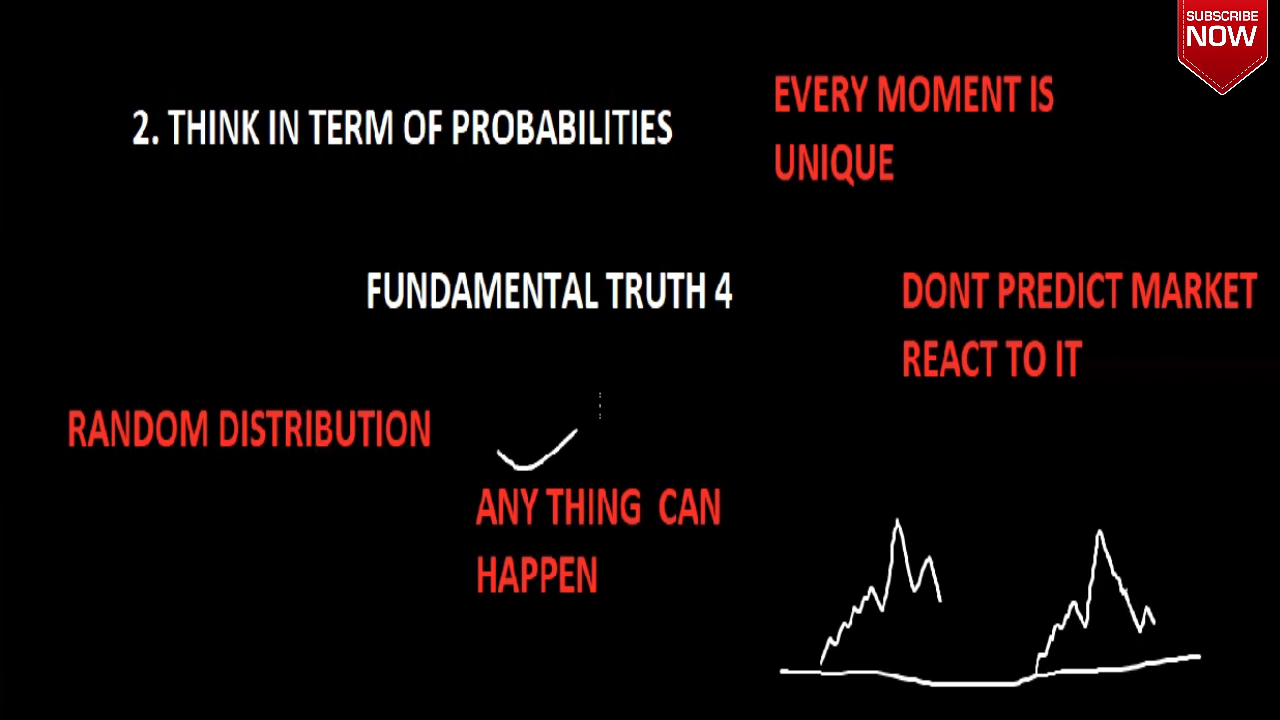 SUBSCRIBE
NOW
EVERY MOMENT IS
UNIQUE
2. THINK IN TERM OF PROBABILITIES
FUNDAMENTAL TRUTH 4
DONT PREDICT MARKET
REACT TO IT
RANDOM DISTRIBUTION
ANY THING  CAN
HAPPEN